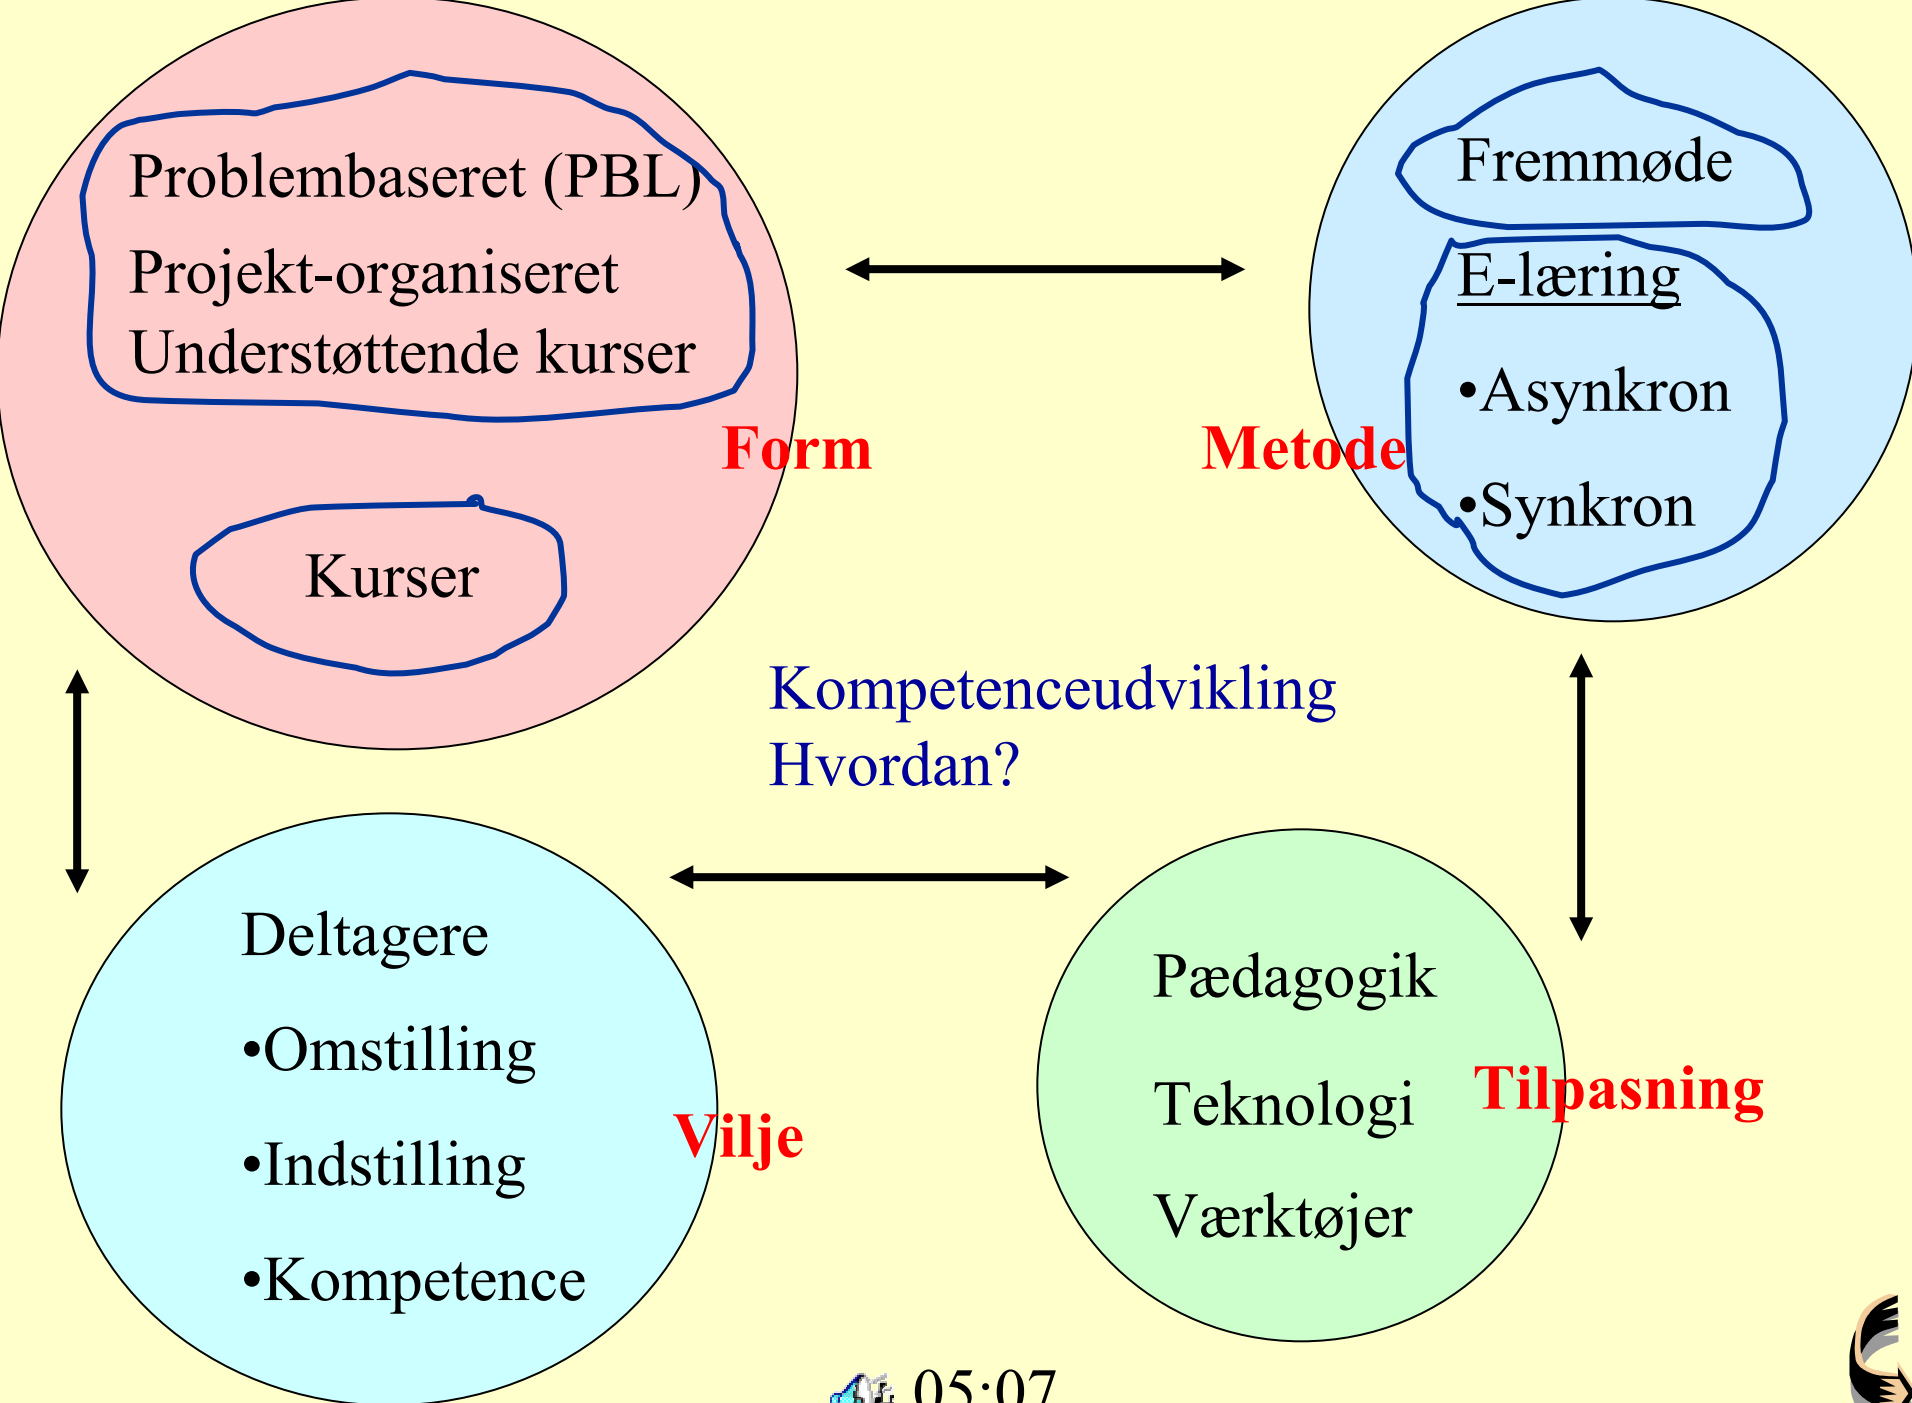 Problembaseret (PBL)
Projekt-organiseret
Understøttende kurser
Form
Kurser
Fremmøde
E-læring
•Asynkron
Metode
•Synkron
Kompetenceudvikling
Hvordan?
Deltagere
•Omstilling
•Indstilling
•Kompetence
Vilje
Pædagogik
Teknologi
Værktøjer
Tilpasning
05:07